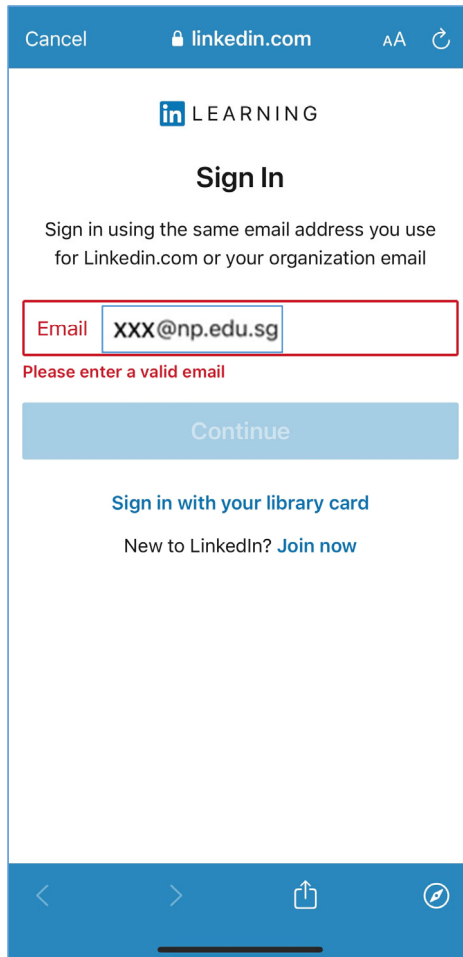 Cancel
linkedin.com
AA
in LEARNING
Sign In
Sign in using the same email address you use
for Linkedin.com or your organization email
Email
xxx@np.edu.sg
Please enter a valid email
Continue
Sign in with your library card
New to LinkedIn? Join now